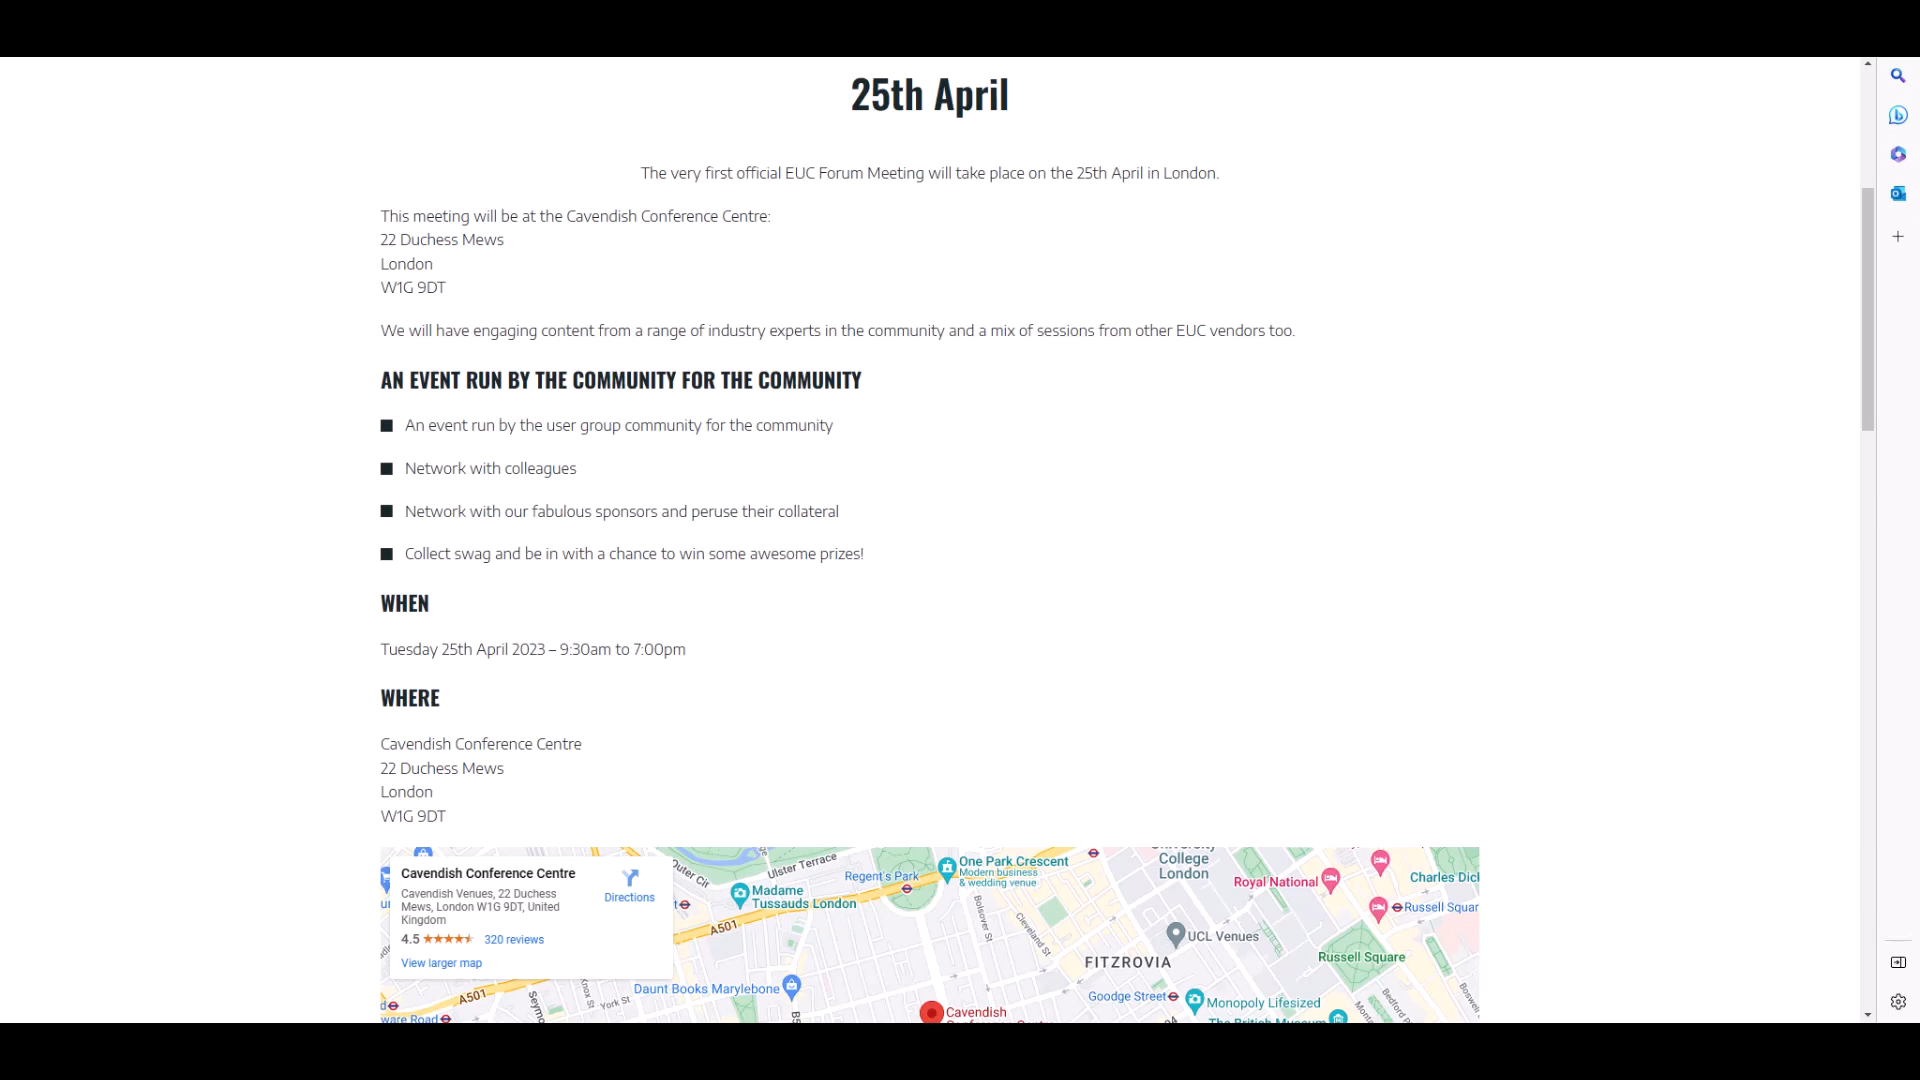 25th April
The very first official EUC Forum Meeting will take place on the 25th April in London.
This meeting will be at the Cavendish Conference Centre:
22 Duchess Mews
London
W1G 9DT
We will have engaging content from a range of industry experts in the community and a mix of sessions from other EUC vendors too.
AN EVENT RUN BY THE COMMUNITY FOR THE COMMUNITY
An event run by the user group community for the community
Network with colleagues
Network with our fabulous sponsors and peruse their collateral
Collect swag and be in with a chance to win some awesome prizes!
WHEN
Tuesday 25th April 2023 – 9:30am to 7:00pm
WHERE
Cavendish Conference Centre
22 Duchess Mews
London
W1G 9DT
Cavendish Conference Centre
Cavendish Venues, 22 Duchess
Mews, London W1G 9DT, United
Kingdom
4.5
320 reviews
View larger map
Directions
Outer Cir
Ulster Terrace
Regent's Park
One Park Crescent
Modern business
& wedding venue
College
London
Royal National
Madame
Tussauds London
A501
Bolsover St
Cleveland St
UCL Venues
Russell Square
FITZROVIA
Daunt Books Marylebone
A501
York St
Goodge Street
Monopoly Lifesized
Cavendish